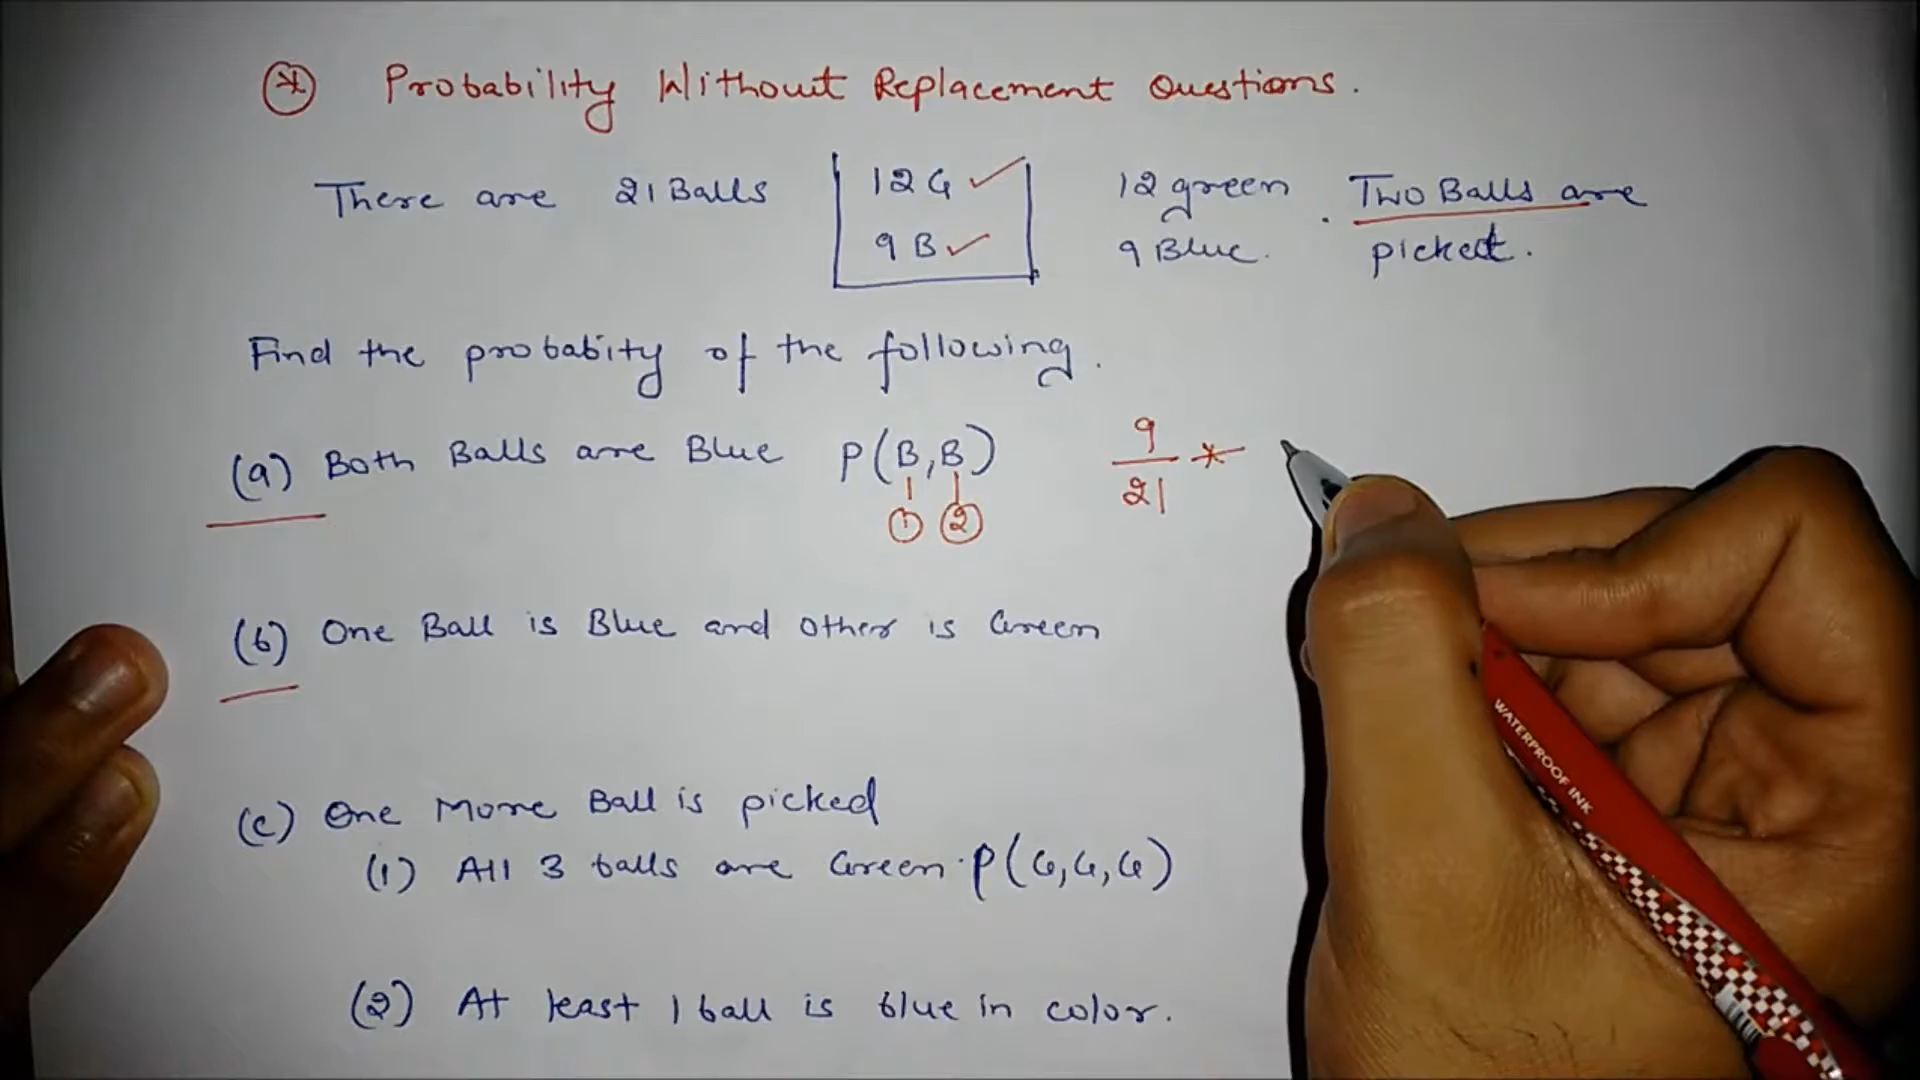 * Probability Without Replacement Questions.
There are 21 Balls 12 G 12 green . Two Balls are
9 B 9 Blue. picked.
Find the probabity of the following.
(a) Both Balls are Blue P(B,B) 9/21 *
1 2
(b) One Ball is Blue and other is Green
(c) One More Ball is picked
(1) All 3 balls are Green. P(G,G,G)
(2) At least 1 ball is blue in color.
WATERPROOF INK